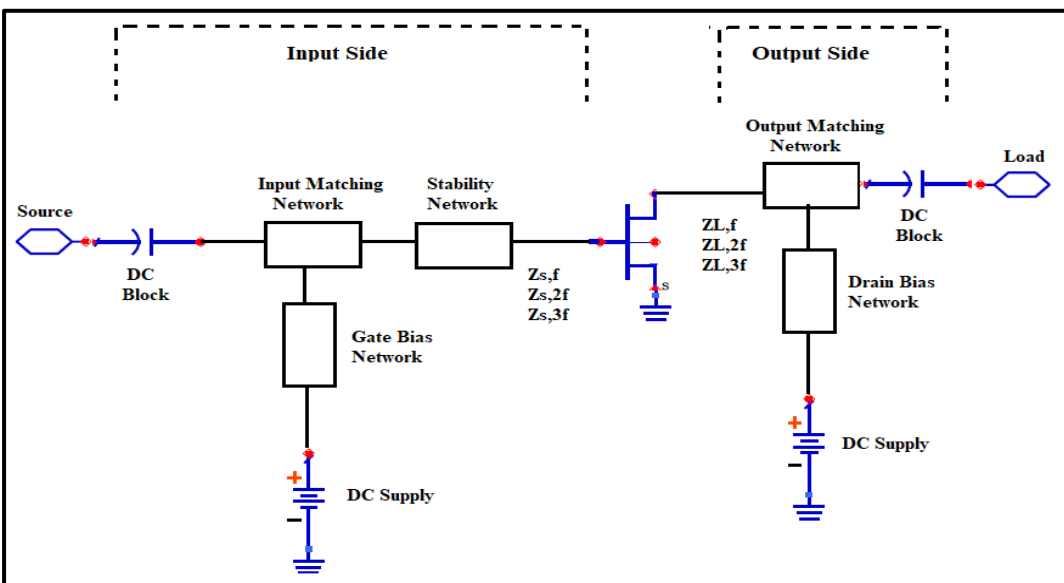 Input Side
Output Side
Output Matching
Network
Load
Input Matching
Network
Stability
Network
Source
DC
Block
ZL,f
ZL,2f
ZL,3f
DC
Block
Zs,f
Zs,2f
Zs,3f
s
Drain Bias
Network
Gate Bias
Network
+
DC Supply
−
+
DC Supply
−